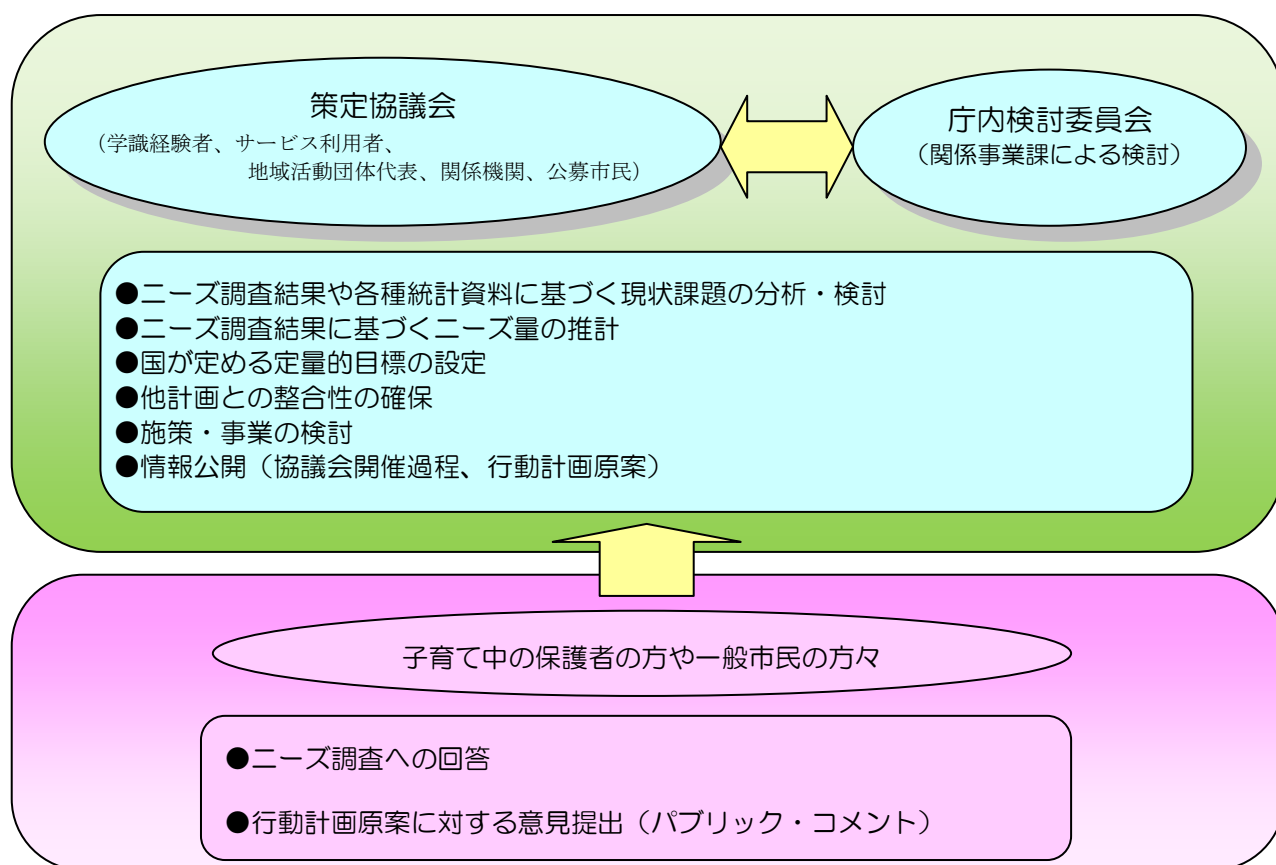 策定協議会
(学識経験者、サービス利用者、
地域活動団体代表、関係機関、公募市民)
庁内検討委員会
（関係事業課による検討）
●ニーズ調査結果や各種統計資料に基づく現状課題の分析・検討
●ニーズ調査結果に基づくニーズ量の推計
●国が定める定量的目標の設定
●他計画との整合性の確保
●施策・事業の検討
●情報公開（協議会開催過程、行動計画原案）
子育て中の保護者の方や一般市民の方々
●ニーズ調査への回答
●行動計画原案に対する意見提出（パブリック・コメント）